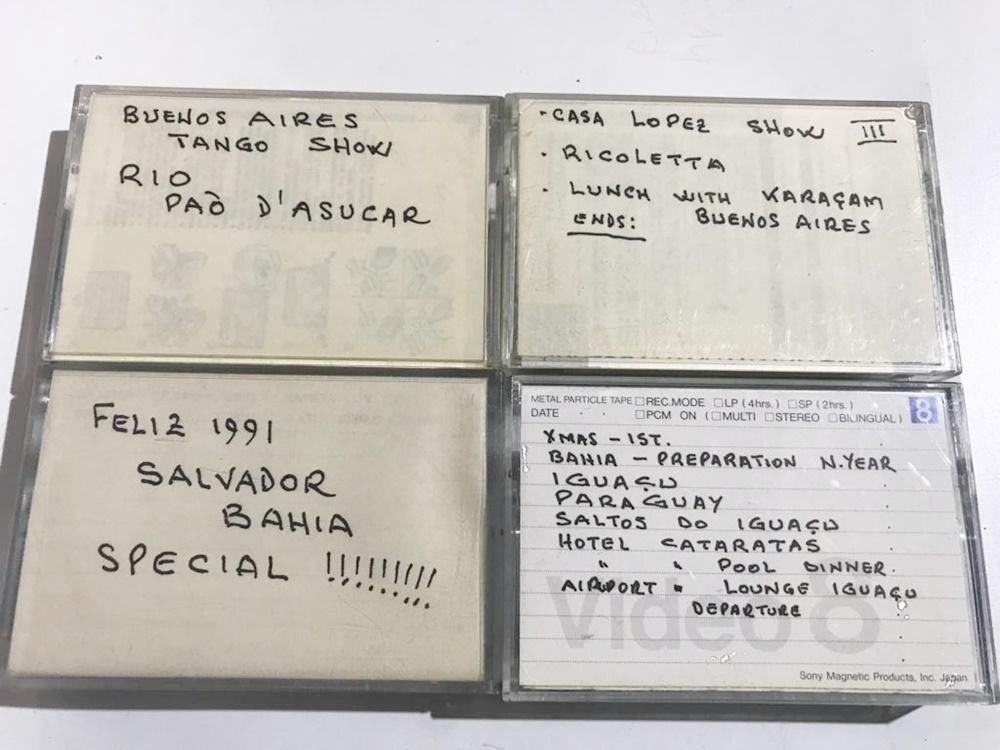 BUENOS AIRES
TANGO SHOW
RIO
PAÒ D'ASUCAR
·CASA LOPEZ SHOW III
· RICOLETTA
· LUNCH WITH KARAÇAM
ENDS: BUENOS AIRES
FELIZ 1991
SALVADOR
BAHIA
SPECIAL !!!!!!!!!
METAL PARTICLE TAPE □REC.MODE □LP (4hrs.) □SP (2hrs.) 8
DATE · · □PCM ON (□MULTI □STEREO □BILINGUAL)
XMAS - IST.
BAHIA - PREPARATION N.YEAR
IGUAÇU
PARAGUAY
SALTOS DO IGUAÇU
HOTEL CATARATAS
" " POOL DINNER.
AIRPORT " LOUNGE IGUAÇU
DEPARTURE
Video 8
Sony Magnetic Products, Inc. Japan